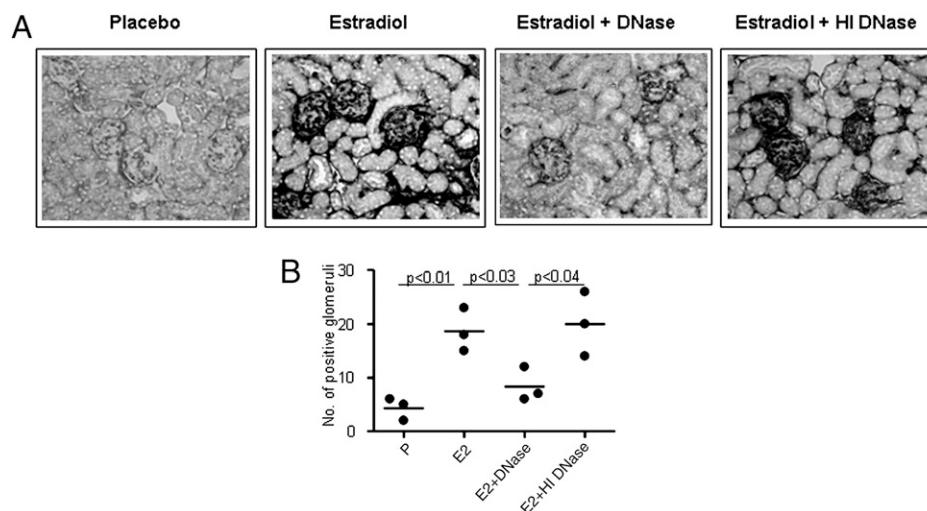 A
Placebo
Estradiol
Estradiol + DNase
Estradiol + HI DNase
B
No. of positive glomeruli
30
20
10
0
p<0.01
p<0.03
p<0.04
P
E2
E2+DNase
E2+HI DNase